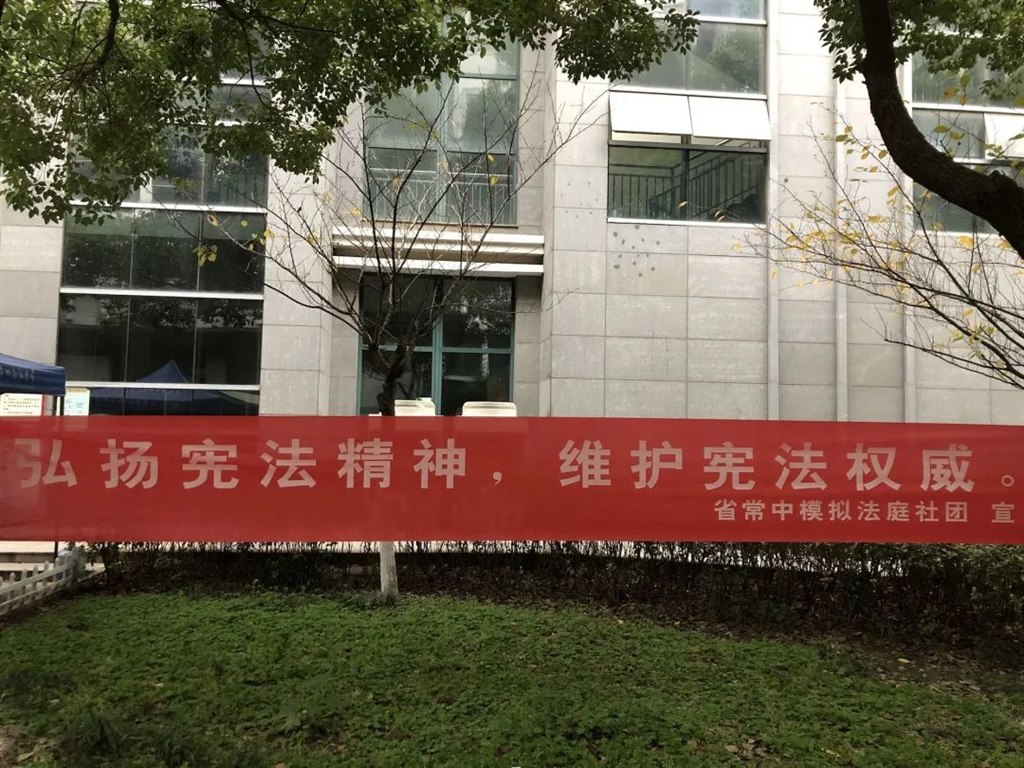 弘扬宪法精神，维护宪法权威。
省常中模拟法庭社团 宣